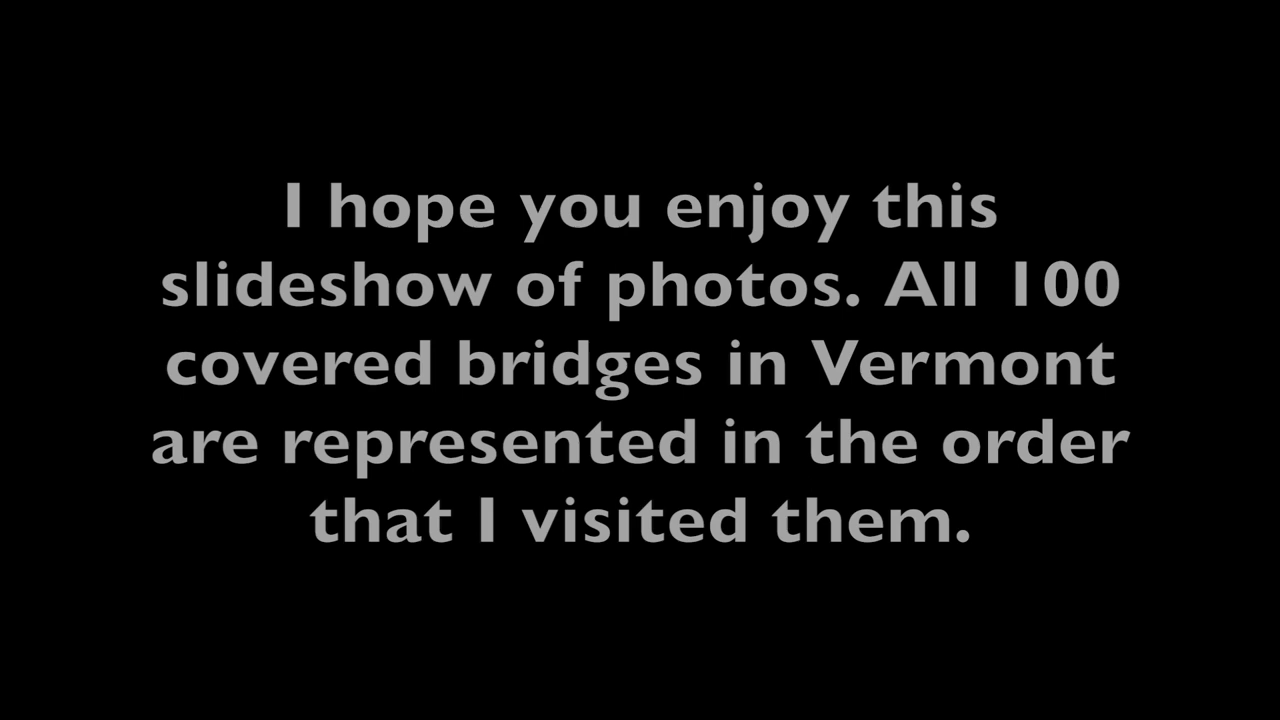 I hope you enjoy this
slideshow of photos. All 100
covered bridges in Vermont
are represented in the order
that I visited them.